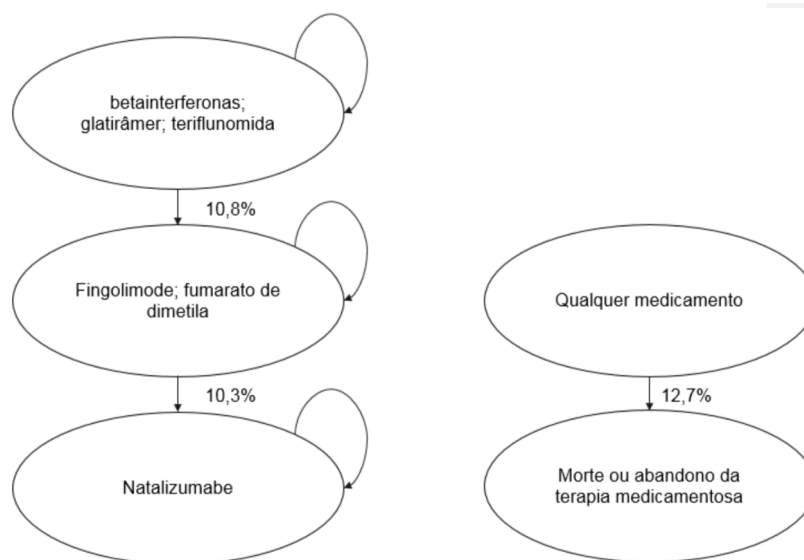 betainterferonas;
glatirâmer; teriflunomida
10,8%
Fingolimode; fumarato de
dimetila
10,3%
Natalizumabe
Qualquer medicamento
12,7%
Morte ou abandono da
terapia medicamentosa